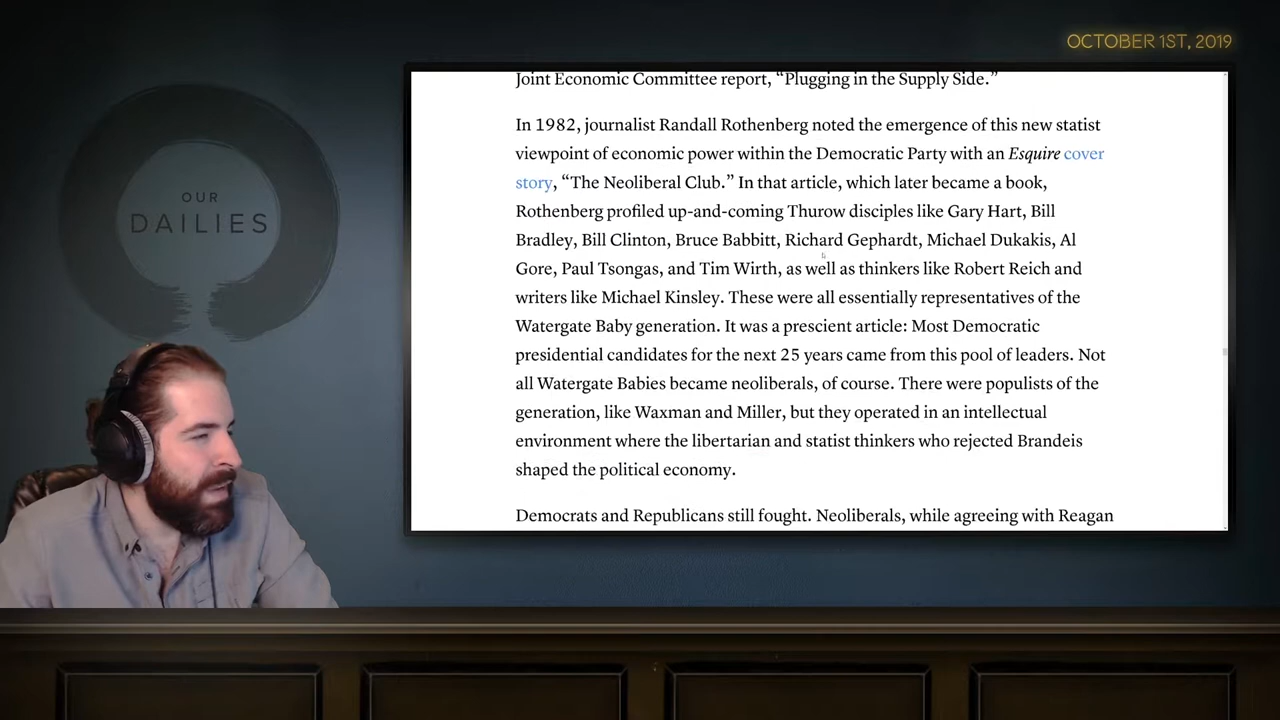 OCTOBER 1ST, 2019
OUR
DAILIES
Joint Economic Committee report, “Plugging in the Supply Side.”
In 1982, journalist Randall Rothenberg noted the emergence of this new statist
viewpoint of economic power within the Democratic Party with an Esquire cover
story, “The Neoliberal Club.” In that article, which later became a book,
Rothenberg profiled up-and-coming Thurow disciples like Gary Hart, Bill
Bradley, Bill Clinton, Bruce Babbitt, Richard Gephardt, Michael Dukakis, Al
Gore, Paul Tsongas, and Tim Wirth, as well as thinkers like Robert Reich and
writers like Michael Kinsley. These were all essentially representatives of the
Watergate Baby generation. It was a prescient article: Most Democratic
presidential candidates for the next 25 years came from this pool of leaders. Not
all Watergate Babies became neoliberals, of course. There were populists of the
generation, like Waxman and Miller, but they operated in an intellectual
environment where the libertarian and statist thinkers who rejected Brandeis
shaped the political economy.
Democrats and Republicans still fought. Neoliberals, while agreeing with Reagan